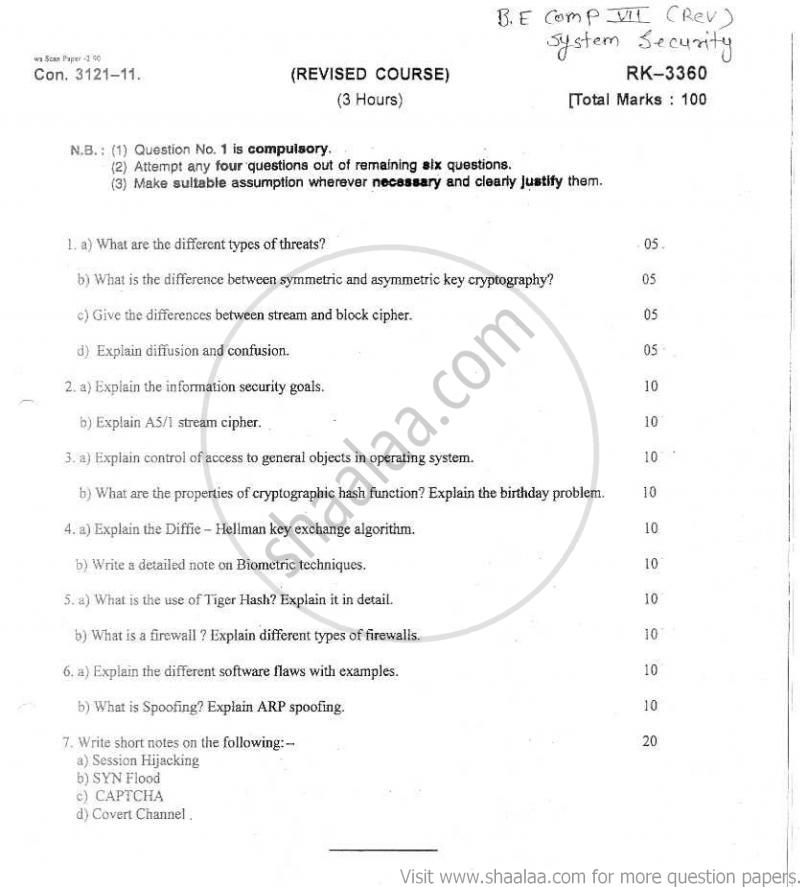 B.E Comp VII (Rev)
System Security
ws Scan Paper -2 90
Con. 3121–11.
(REVISED COURSE)
RK–3360
(3 Hours)
[Total Marks : 100
N.B. : (1) Question No. 1 is compulsory.
(2) Attempt any four questions out of remaining six questions.
(3) Make suitable assumption wherever necessary and clearly justify them.
1. a) What are the different types of threats? 05
b) What is the difference between symmetric and asymmetric key cryptography? 05
c) Give the differences between stream and block cipher. 05
d) Explain diffusion and confusion. 05
2. a) Explain the information security goals. 10
b) Explain A5/1 stream cipher. 10
3. a) Explain control of access to general objects in operating system. 10
b) What are the properties of cryptographic hash function? Explain the birthday problem. 10
4. a) Explain the Diffie – Hellman key exchange algorithm. 10
b) Write a detailed note on Biometric techniques. 10
5. a) What is the use of Tiger Hash? Explain it in detail. 10
b) What is a firewall ? Explain different types of firewalls. 10
6. a) Explain the different software flaws with examples. 10
b) What is Spoofing? Explain ARP spoofing. 10
7. Write short notes on the following:– 20
a) Session Hijacking
b) SYN Flood
c) CAPTCHA
d) Covert Channel .
shaalaa.com
Visit www.shaalaa.com for more question papers.